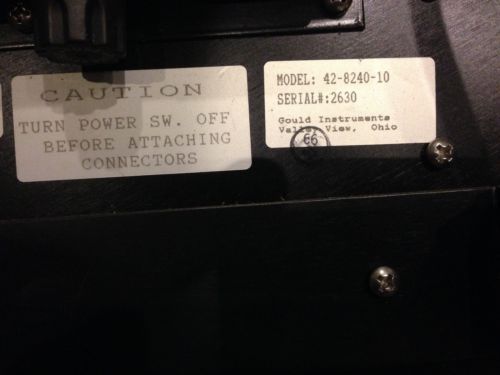 CAUTION
TURN POWER SW. OFF
BEFORE ATTACHING
CONNECTORS
MODEL: 42-8240-10
SERIAL#:2630
Gould Instruments
Valley View, Ohio
66